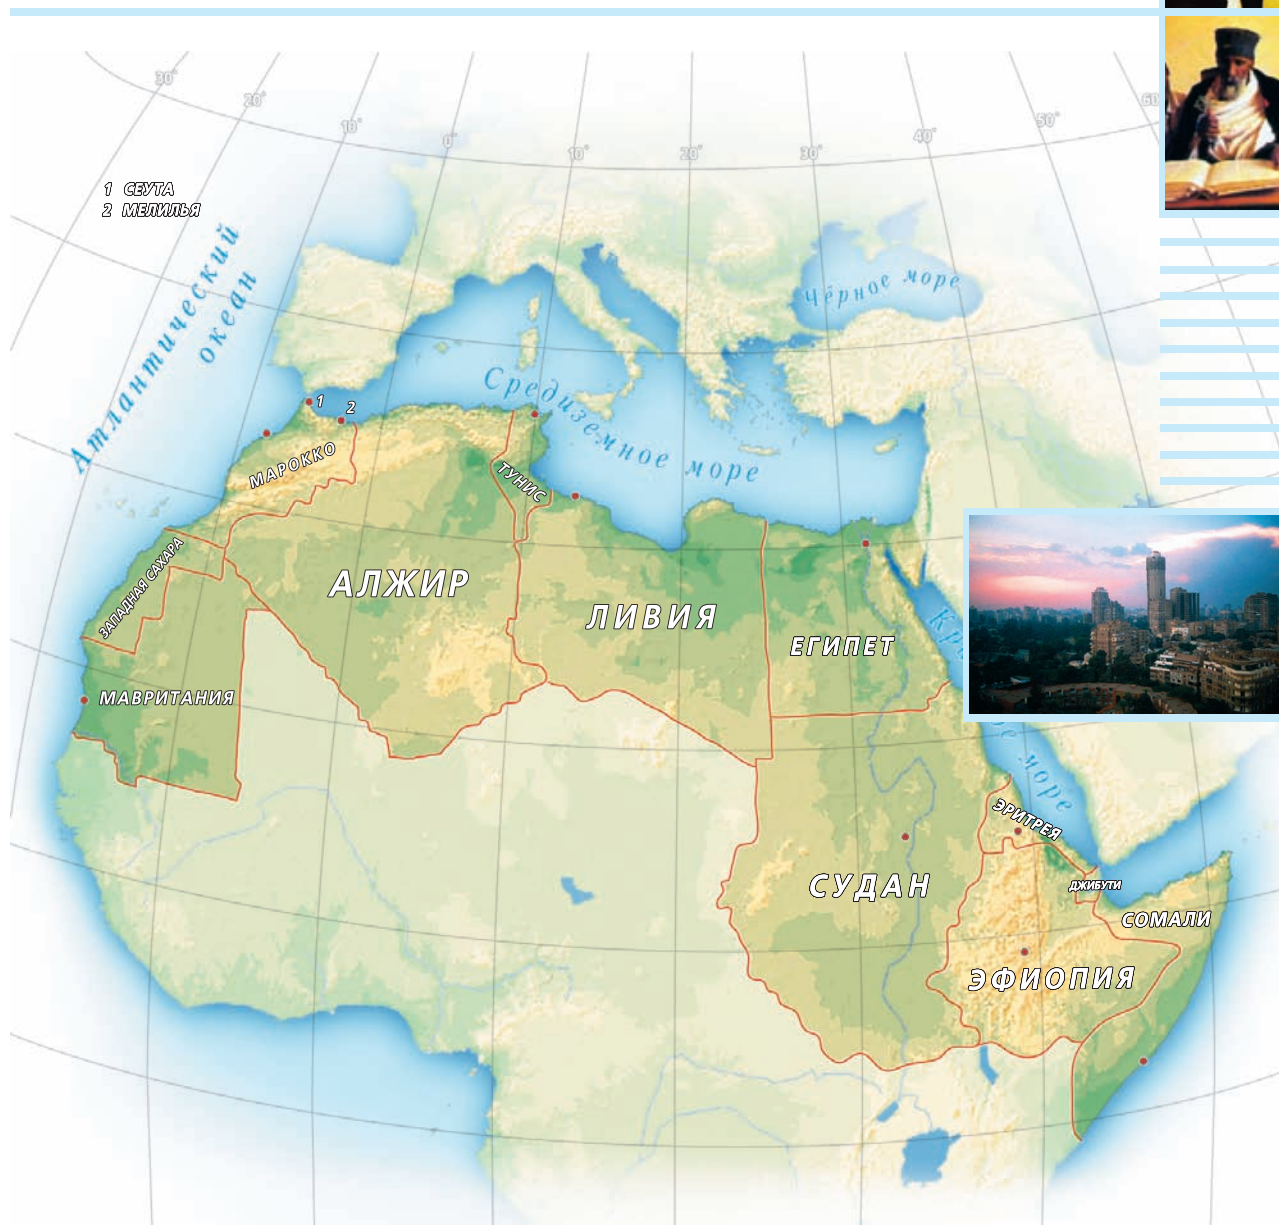 30°
20°
10°
0°
10°
20°
30°
40°
50°
60
1 СЕУТА
2 МЕЛИЛЬЯ
Атлантический
океан
Чёрное море
Средиземное море
1
2
МАРОККО
ТУНИС
ЗАПАДНАЯ САХАРА
АЛЖИР
ЛИВИЯ
ЕГИПЕТ
МАВРИТАНИЯ
море
ЭРИТРЕЯ
СУДАН
ДЖИБУТИ
СОМАЛИ
ЭФИОПИЯ